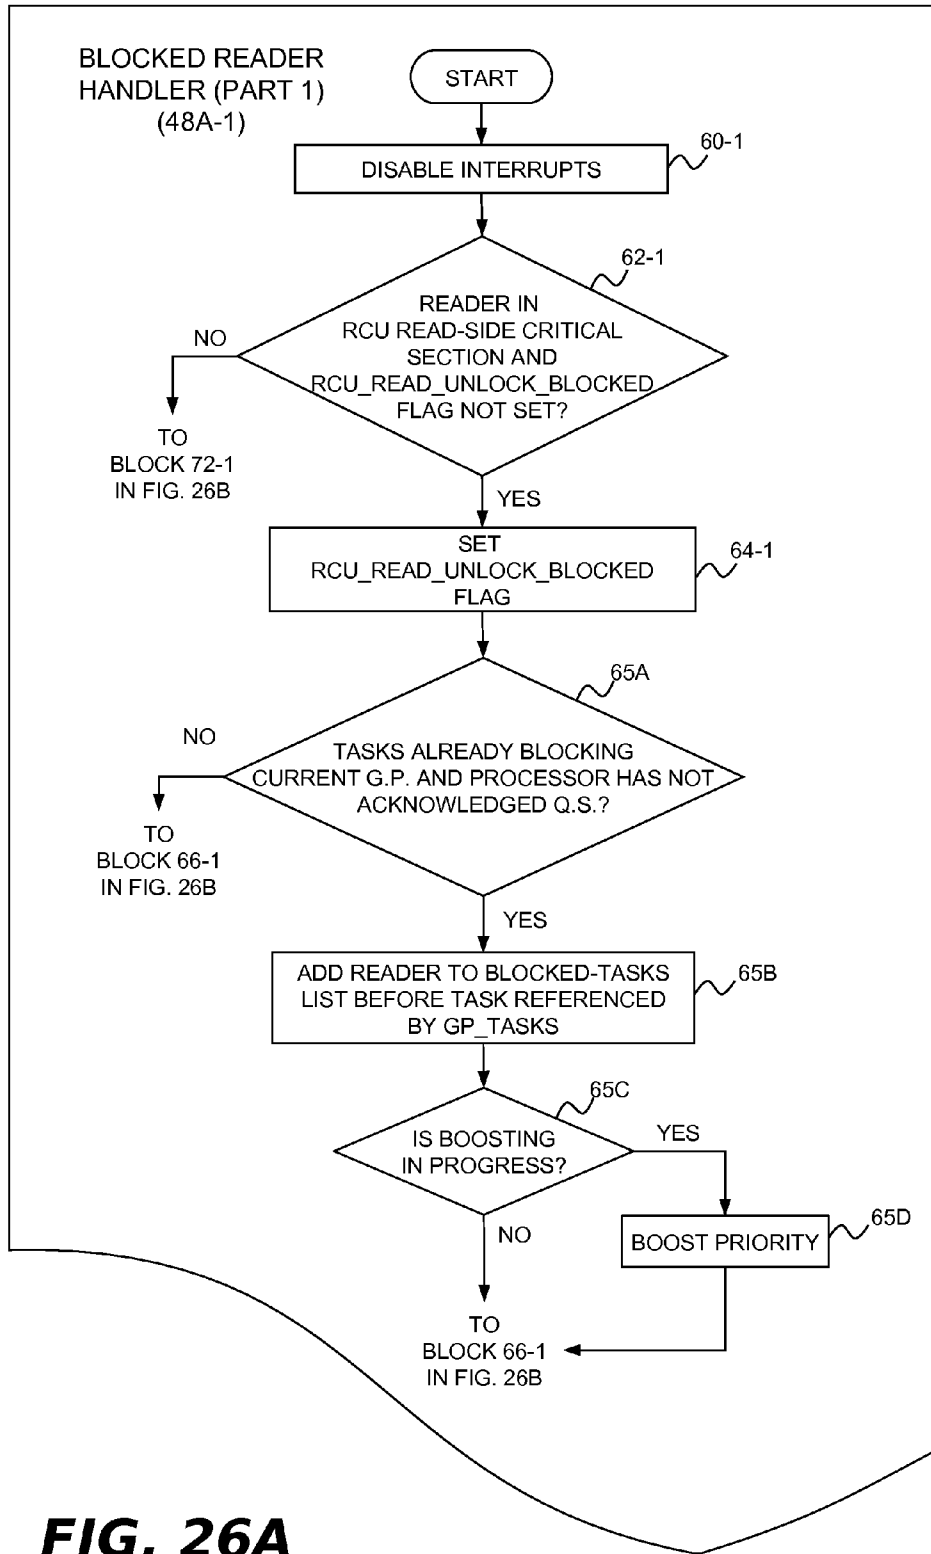 BLOCKED READER
HANDLER (PART 1)
(48A-1)
START
DISABLE INTERRUPTS
60-1
62-1
READER IN
RCU READ-SIDE CRITICAL
SECTION AND
RCU_READ_UNLOCK_BLOCKED
FLAG NOT SET?
NO
TO
BLOCK 72-1
IN FIG. 26B
YES
SET
RCU_READ_UNLOCK_BLOCKED
FLAG
64-1
65A
TASKS ALREADY BLOCKING
CURRENT G.P. AND PROCESSOR HAS NOT
ACKNOWLEDGED Q.S.?
NO
TO
BLOCK 66-1
IN FIG. 26B
YES
ADD READER TO BLOCKED-TASKS
LIST BEFORE TASK REFERENCED
BY GP_TASKS
65B
65C
IS BOOSTING
IN PROGRESS?
YES
NO
BOOST PRIORITY
65D
TO
BLOCK 66-1
IN FIG. 26B
FIG. 26A